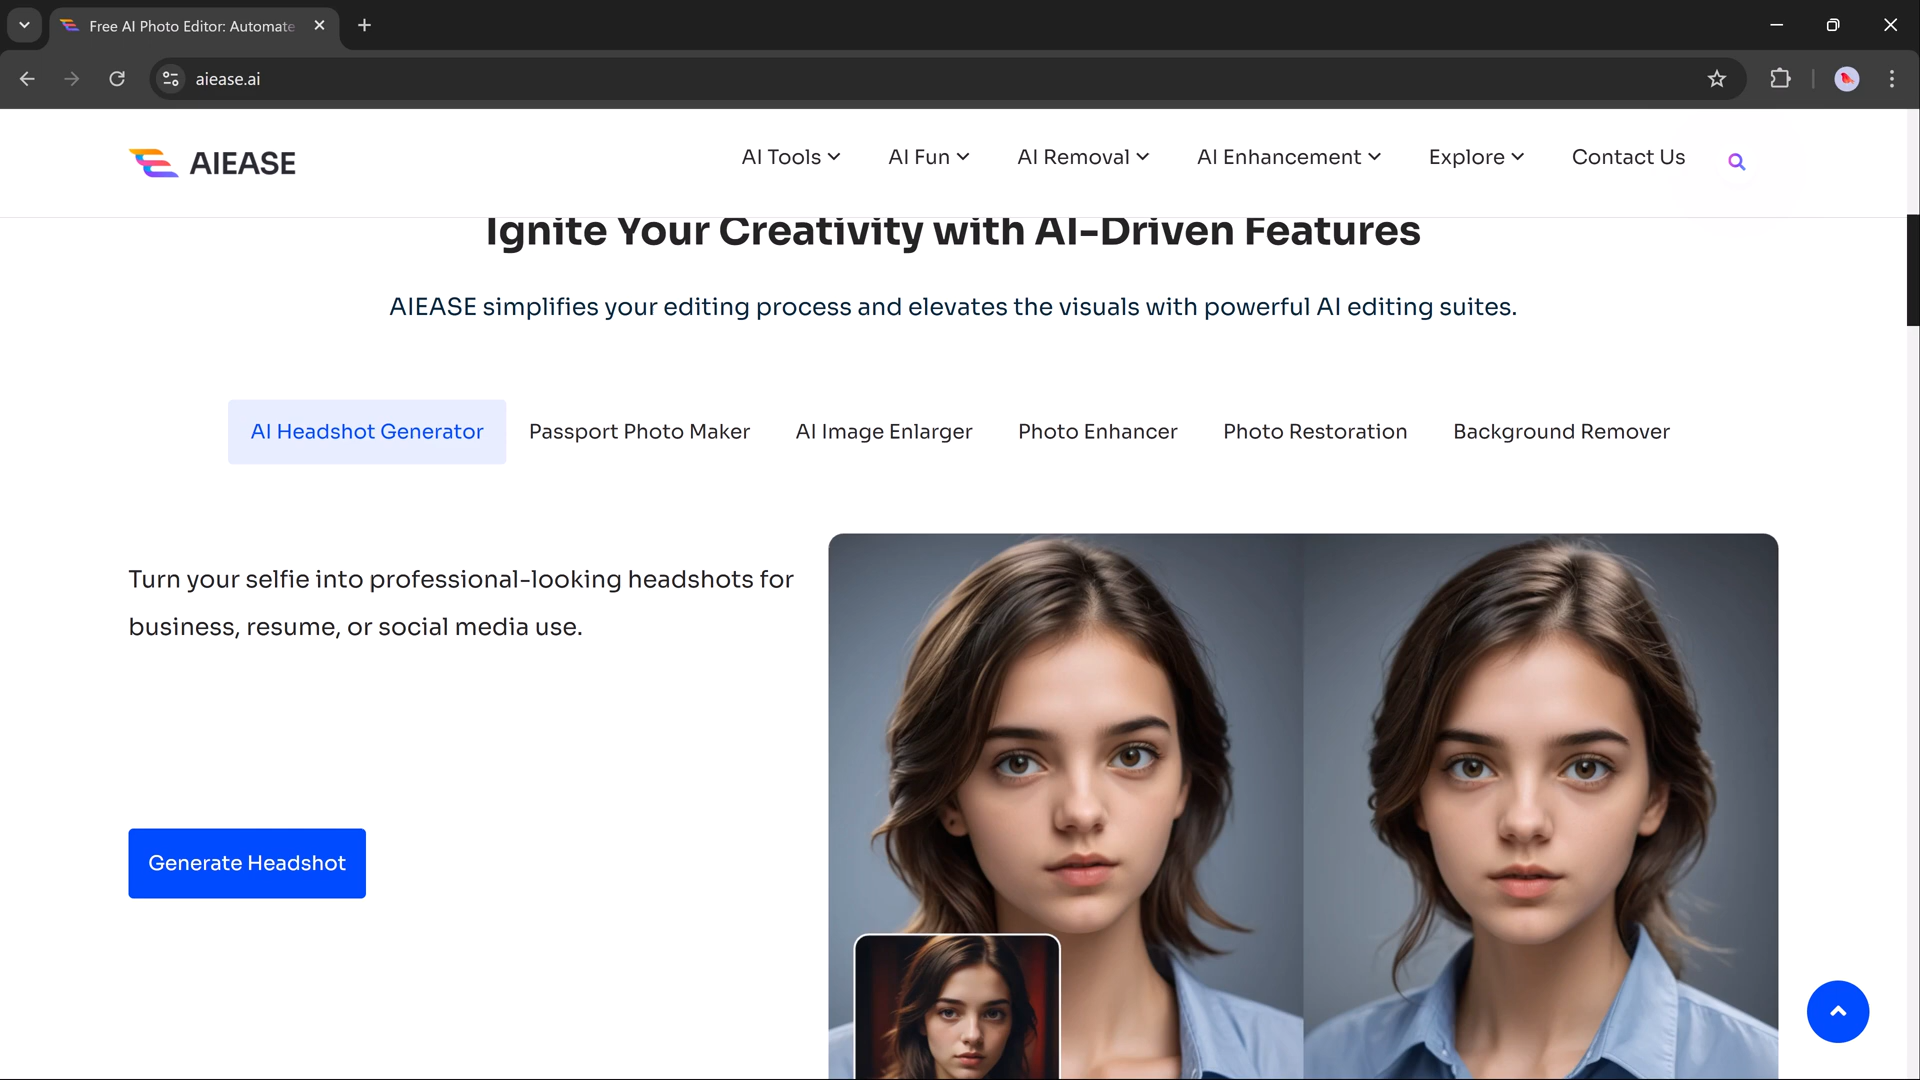 Free AI Photo Editor: Automate
aiease.ai
AIEASE
AI Tools
AI Fun
AI Removal
AI Enhancement
Explore
Contact Us
Ignite Your Creativity with AI-Driven Features
AIEASE simplifies your editing process and elevates the visuals with powerful AI editing suites.
AI Headshot Generator
Passport Photo Maker
AI Image Enlarger
Photo Enhancer
Photo Restoration
Background Remover
Turn your selfie into professional-looking headshots for
business, resume, or social media use.
Generate Headshot